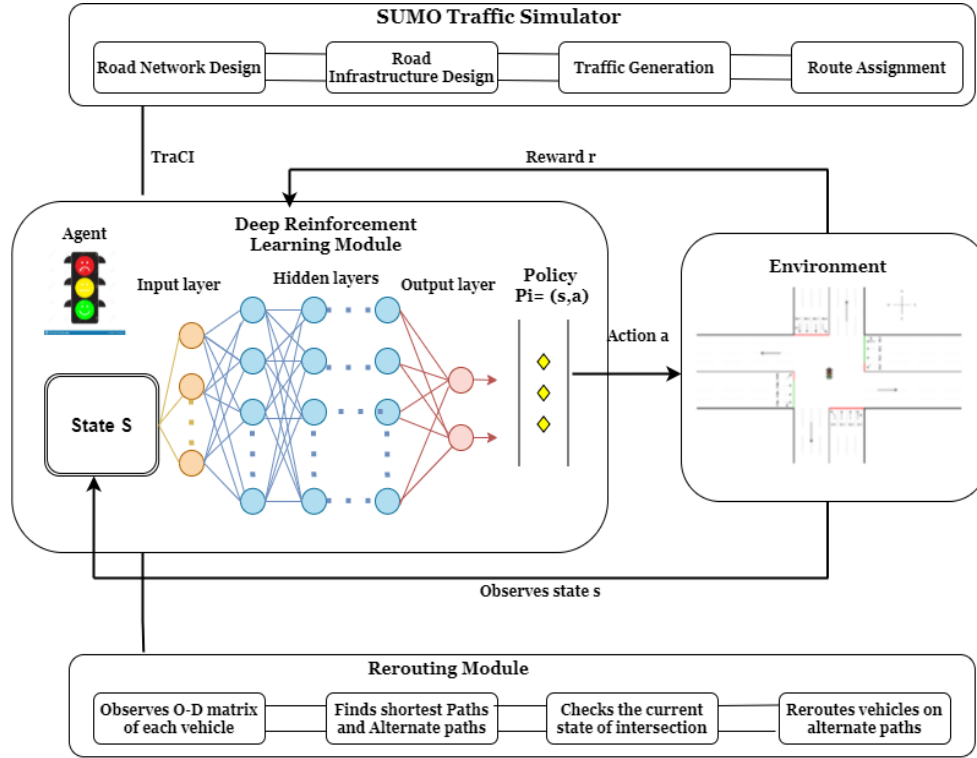 SUMO Traffic Simulator
Road Network Design
Road
Infrastructure Design
Traffic Generation
Route Assignment
TraCI
Reward r
Deep Reinforcement
Learning Module
Agent
Input layer
Hidden layers
Output layer
Policy
Pi= (s,a)
State S
Action a
Environment
Observes state s
Rerouting Module
Observes O-D matrix
of each vehicle
Finds shortest Paths
and Alternate paths
Checks the current
state of intersection
Reroutes vehicles on
alternate paths